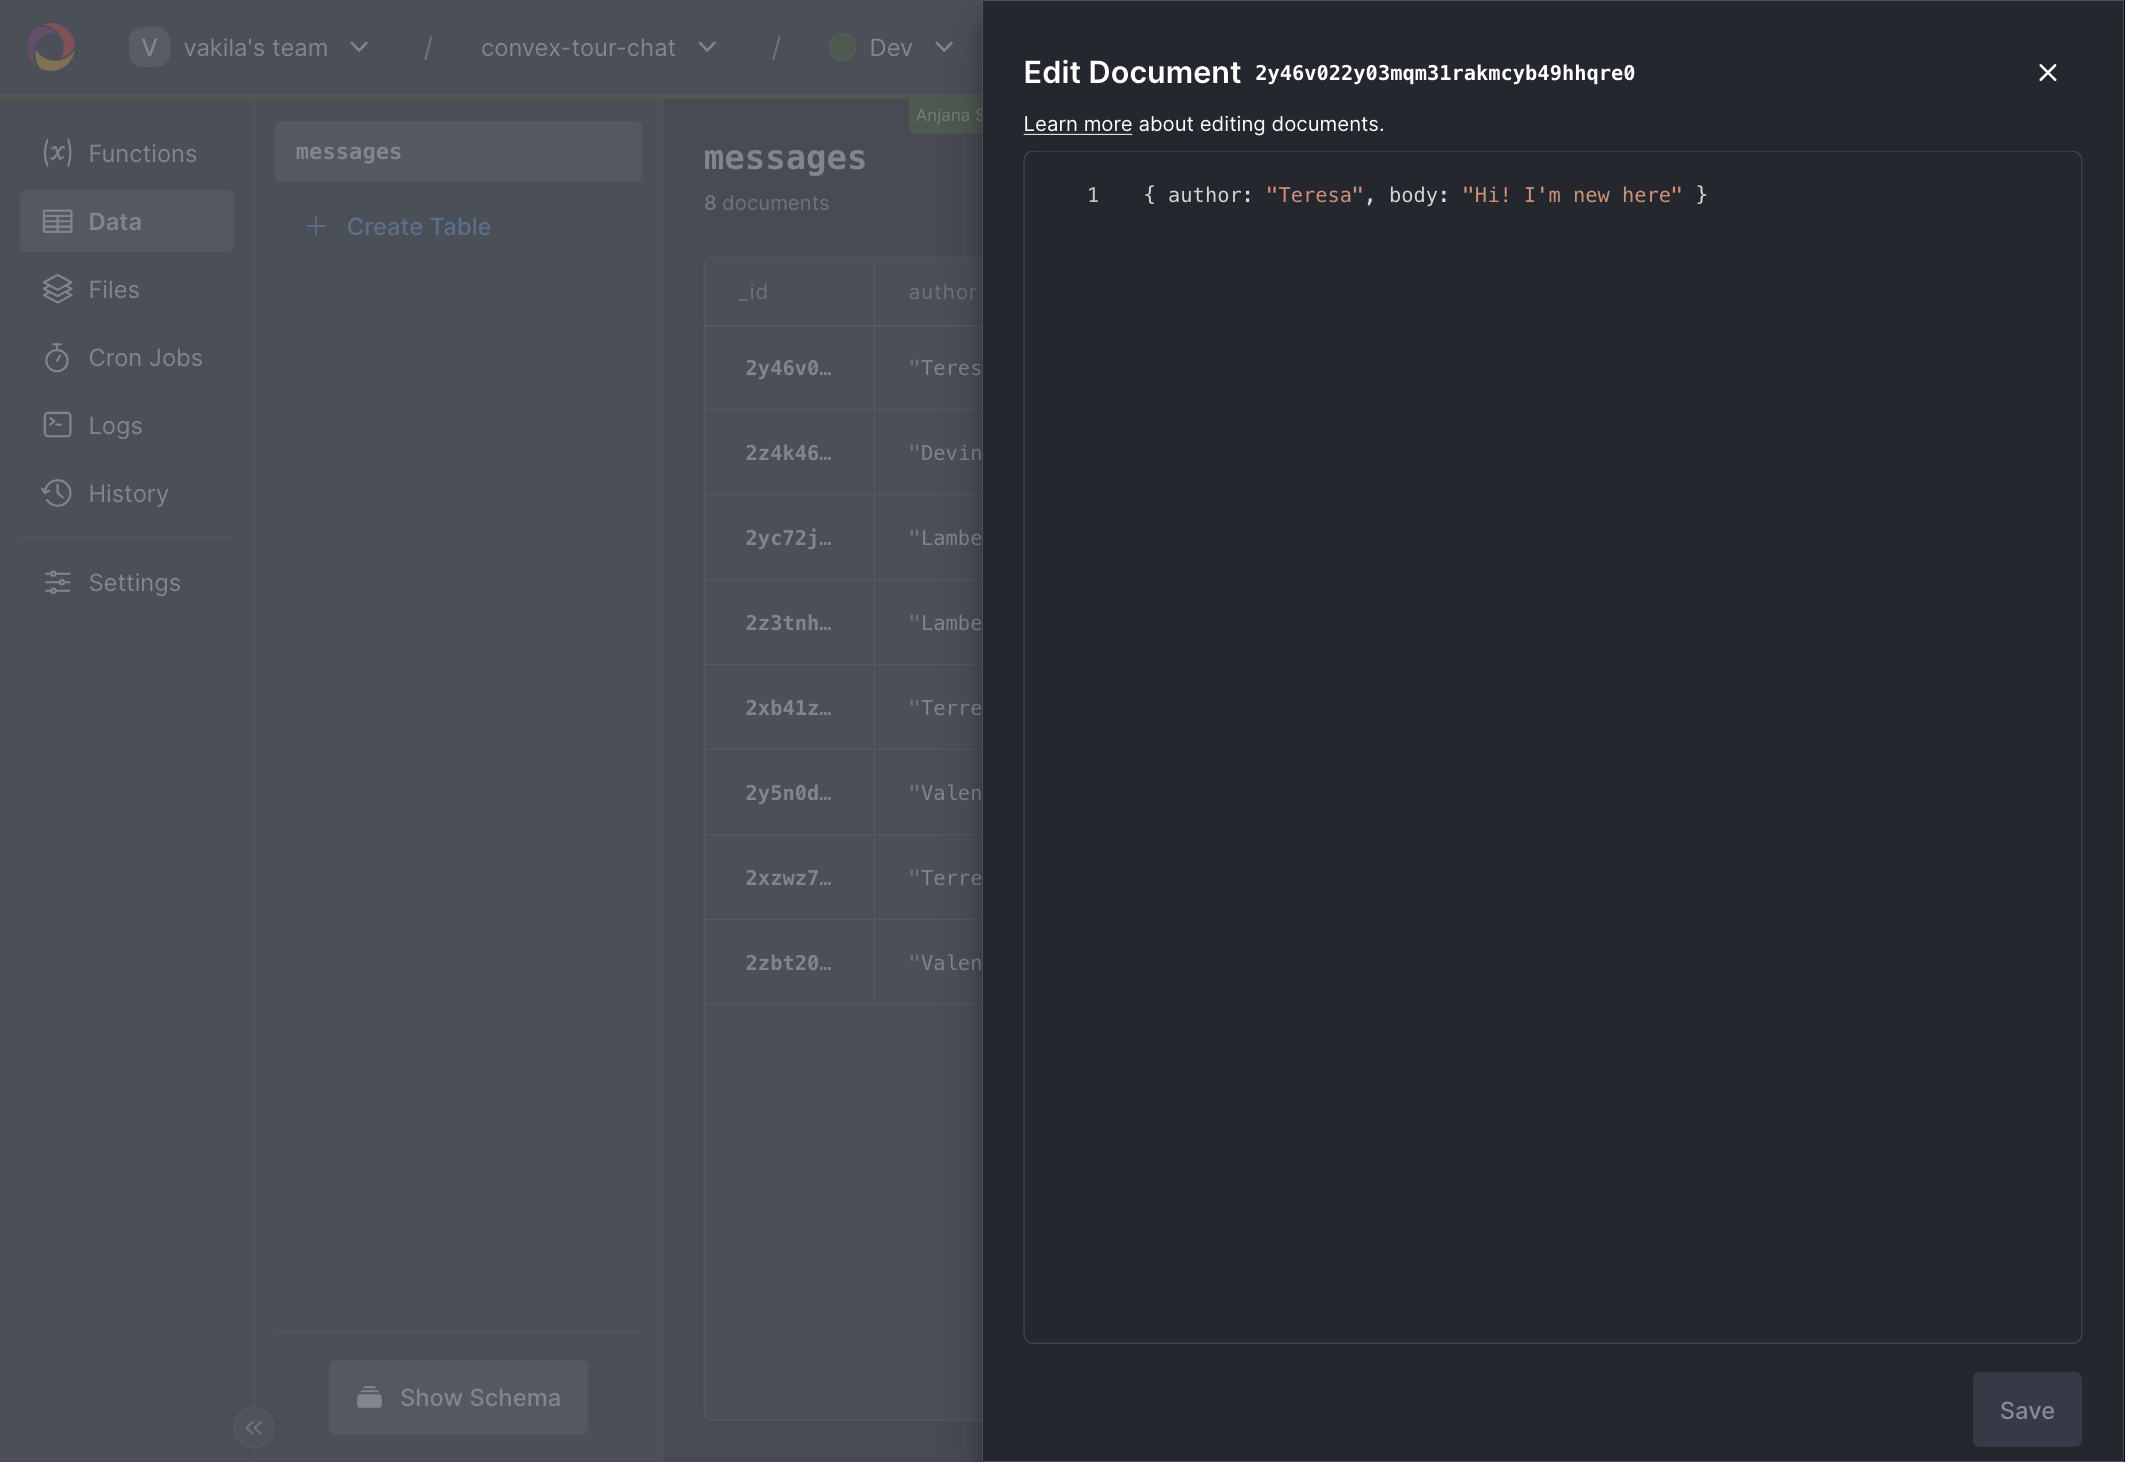 V vakila's team / convex-tour-chat / Dev
Functions
Data
Files
Cron Jobs
Logs
History
Settings
messages
+ Create Table
Show Schema
Anjana S
messages
8 documents
_id author
2y46v0… "Teres
2z4k46… "Devin
2yc72j… "Lambe
2z3tnh… "Lambe
2xb41z… "Terre
2y5n0d… "Valen
2xzwz7… "Terre
2zbt20… "Valen
Edit Document 2y46v022y03mqm31rakmcyb49hhqre0
Learn more about editing documents.
1 { author: "Teresa", body: "Hi! I'm new here" }
Save